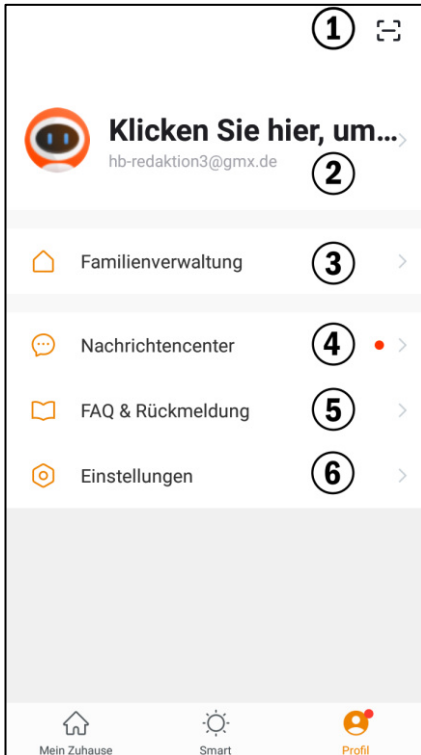 1
Klicken Sie hier, um...
hb-redaktion3@gmx.de
2
Familienverwaltung 3
Nachrichtencenter 4
FAQ & Rückmeldung 5
Einstellungen 6
Mein Zuhause Smart Profil